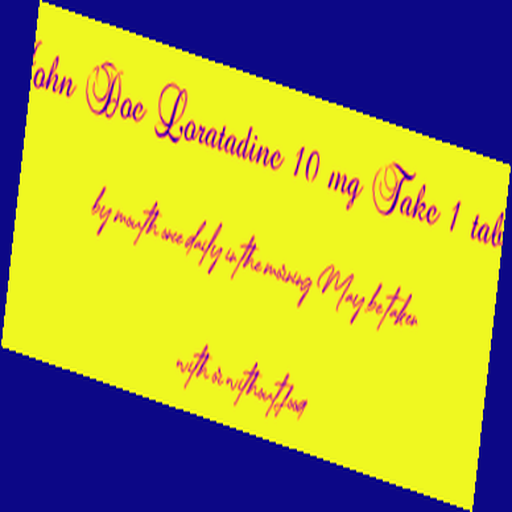 John Doe Loratadine 10 mg Take 1 tab
by mouth once daily in the morning May be taken
with or without food